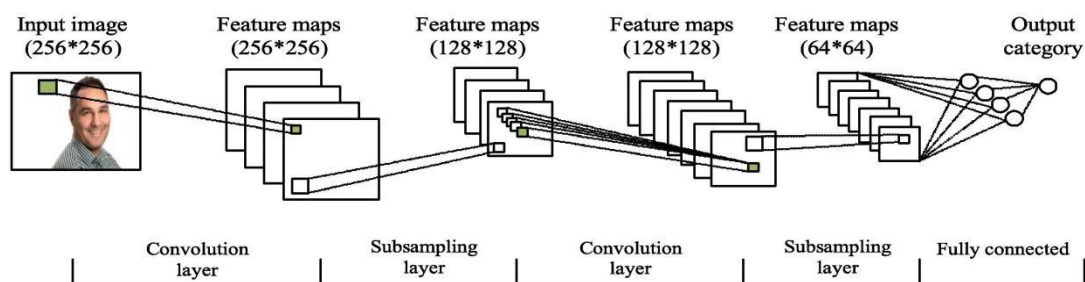 Input image
(256*256)
Feature maps
(256*256)
Feature maps
(128*128)
Feature maps
(128*128)
Feature maps
(64*64)
Output
category
Convolution
layer
Subsampling
layer
Convolution
layer
Subsampling
layer
Fully connected